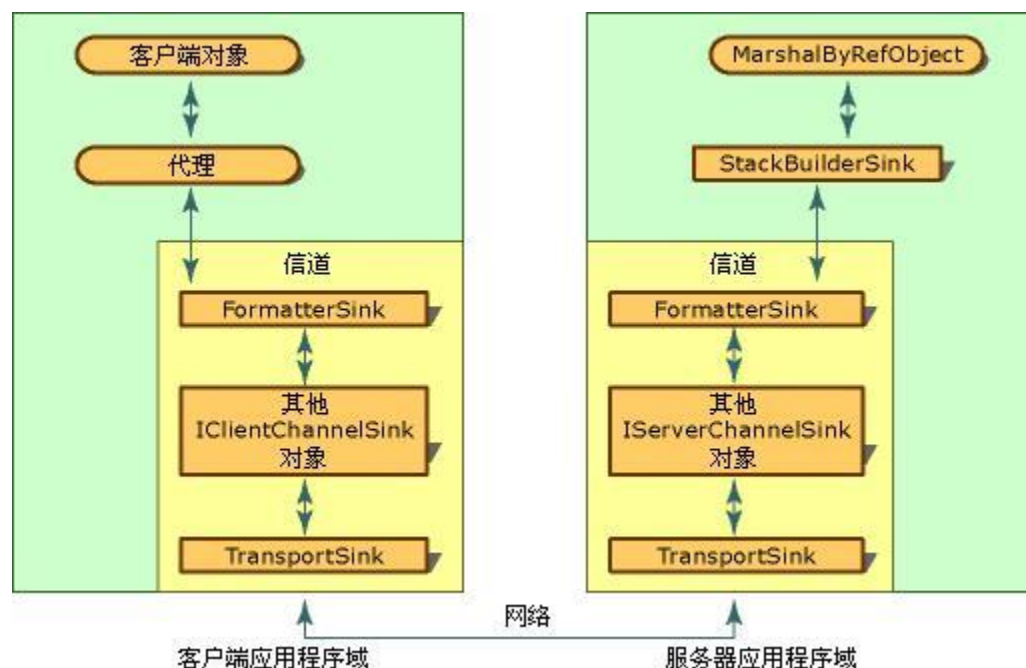 客户端对象
代理
信道
FormatterSink
其他
IClientChannelSink
对象
TransportSink
客户端应用程序域
网络
MarshalByRefObject
StackBuilderSink
信道
FormatterSink
其他
IServerChannelSink
对象
TransportSink
服务器应用程序域